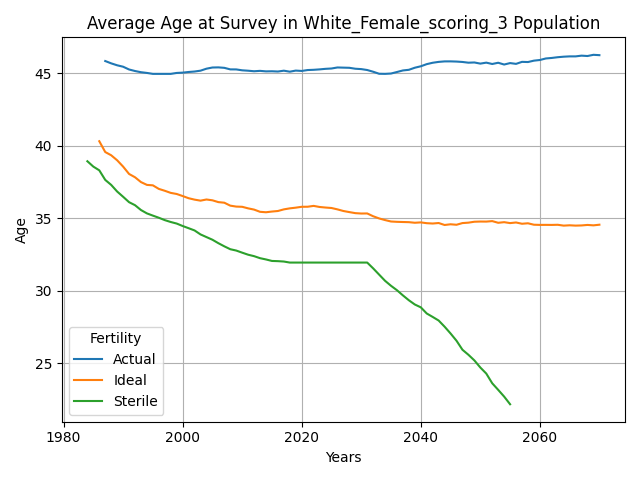 Average Age at Survey in White_Female_scoring_3 Population
45
40
35
30
25
Age
Fertility
Actual
Ideal
Sterile
1980 2000 2020 2040 2060
Years